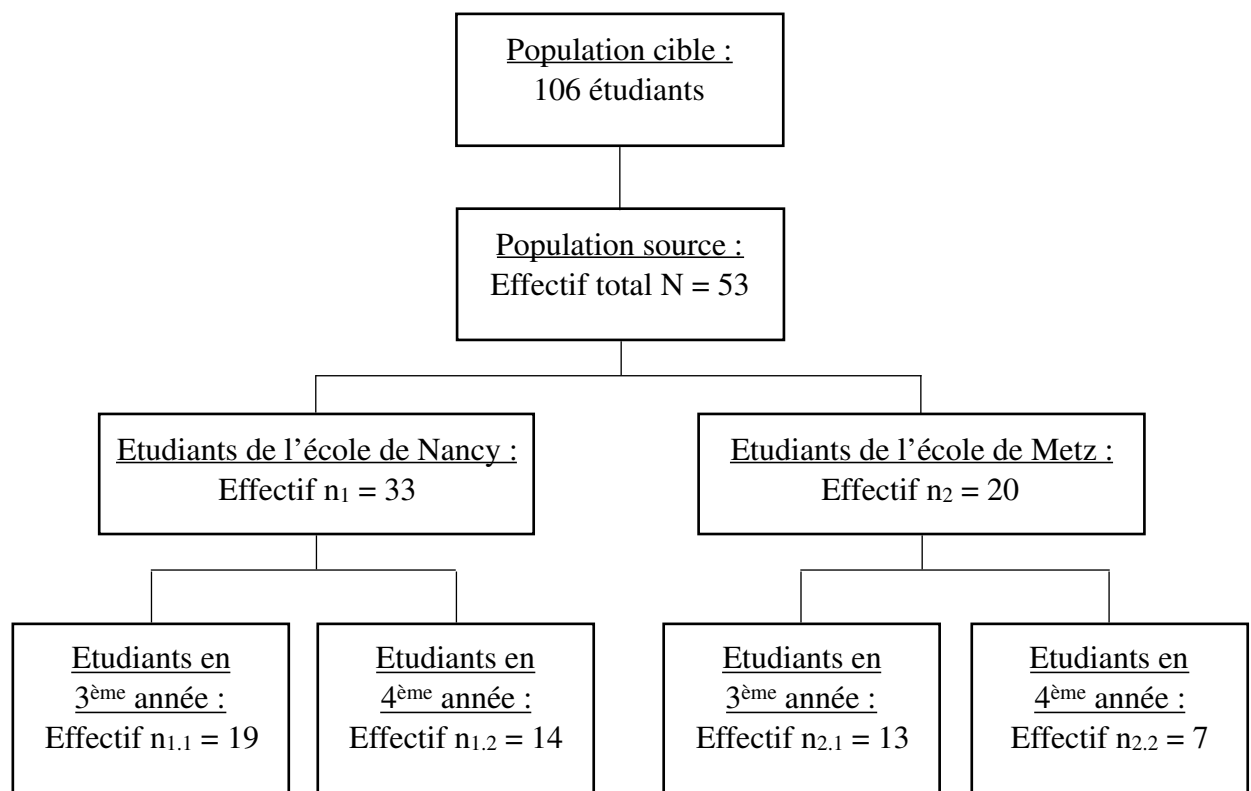 Population cible :
106 étudiants
Population source :
Effectif total N = 53
Etudiants de l’école de Nancy :
Effectif n₁ = 33
Etudiants de l’école de Metz :
Effectif n₂ = 20
Etudiants en
3ème année :
Effectif n1.1 = 19
Etudiants en
4ème année :
Effectif n1.2 = 14
Etudiants en
3ème année :
Effectif n2.1 = 13
Etudiants en
4ème année :
Effectif n2.2 = 7